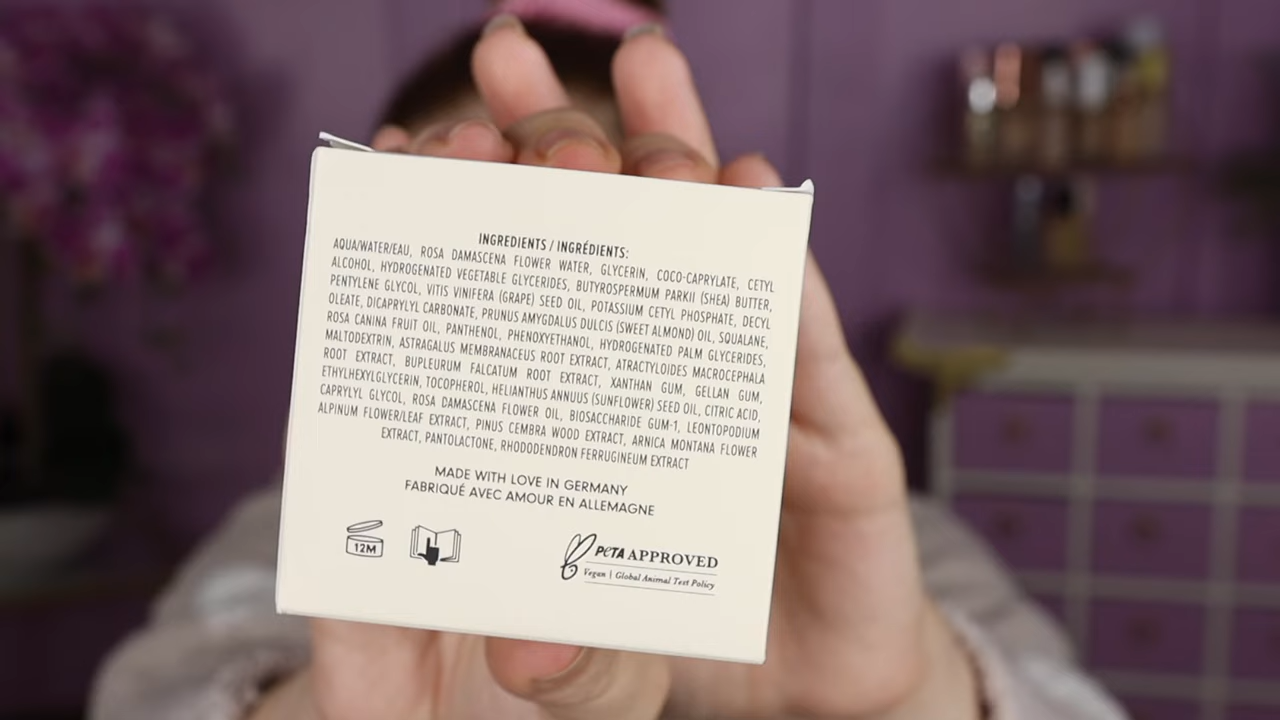 INGREDIENTS / INGRÉDIENTS:
AQUA/WATER/EAU, ROSA DAMASCENA FLOWER WATER, GLYCERIN, COCO-CAPRYLATE, CETYL
ALCOHOL, HYDROGENATED VEGETABLE GLYCERIDES, BUTYROSPERMUM PARKII (SHEA) BUTTER,
PENTYLENE GLYCOL, VITIS VINIFERA (GRAPE) SEED OIL, POTASSIUM CETYL PHOSPHATE, DECYL
OLEATE, DICAPRYLYL CARBONATE, PRUNUS AMYGDALUS DULCIS (SWEET ALMOND) OIL, SQUALANE,
ROSA CANINA FRUIT OIL, PANTHENOL, PHENOXYETHANOL, HYDROGENATED PALM GLYCERIDES,
MALTODEXTRIN, ASTRAGALUS MEMBRANACEUS ROOT EXTRACT, ATRACTYLOIDES MACROCEPHALA
ROOT EXTRACT, BUPLEURUM FALCATUM ROOT EXTRACT, XANTHAN GUM, GELLAN GUM,
ETHYLHEXYLGLYCERIN, TOCOPHEROL, HELIANTHUS ANNUUS (SUNFLOWER) SEED OIL, CITRIC ACID,
CAPRYLYL GLYCOL, ROSA DAMASCENA FLOWER OIL, BIOSACCHARIDE GUM-1, LEONTOPODIUM
ALPINUM FLOWER/LEAF EXTRACT, PINUS CEMBRA WOOD EXTRACT, ARNICA MONTANA FLOWER
EXTRACT, PANTOLACTONE, RHODODENDRON FERRUGINEUM EXTRACT
MADE WITH LOVE IN GERMANY
FABRIQUÉ AVEC AMOUR EN ALLEMAGNE
12M
PETA APPROVED
Vegan | Global Animal Test Policy